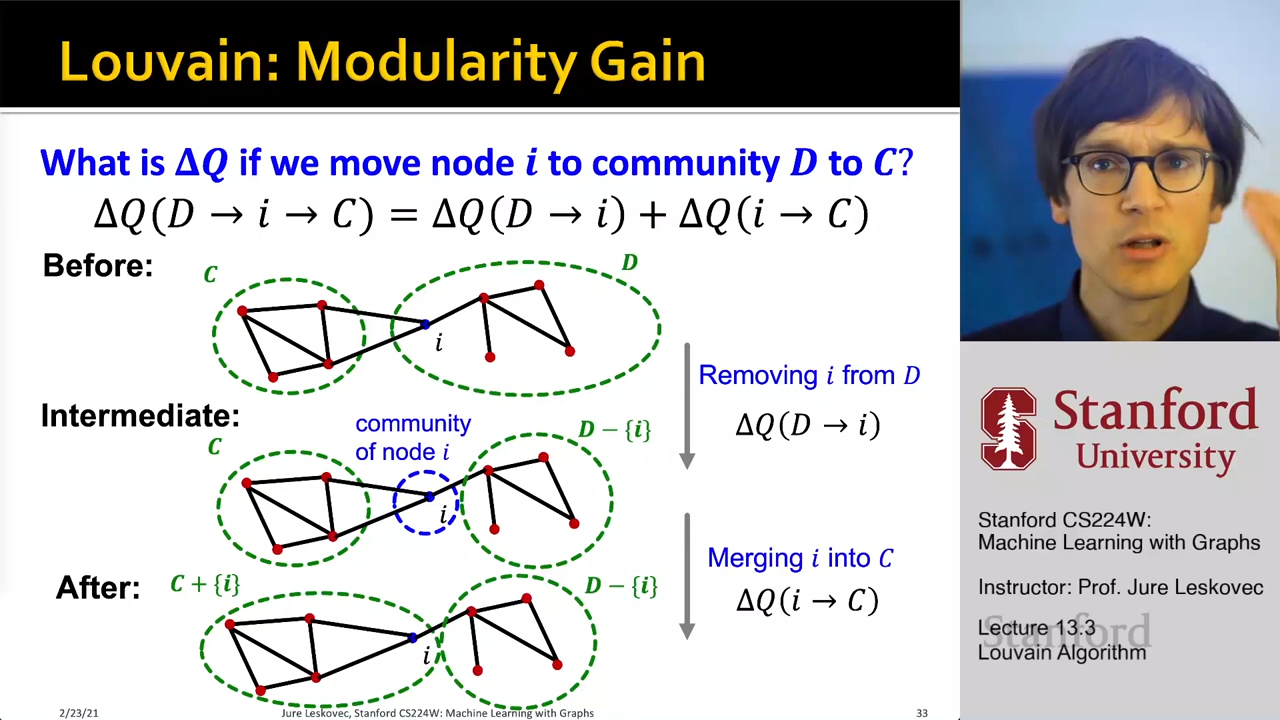 Louvain: Modularity Gain
What is ΔQ if we move node i to community D to C?
ΔQ(D → i → C) = ΔQ(D → i) + ΔQ(i → C)
Before:
C
D
i
Removing i from D
ΔQ(D → i)
Intermediate:
C
community
of node i
D − {i}
i
Merging i into C
ΔQ(i → C)
After:
C + {i}
D − {i}
i
2/23/21
Jure Leskovec, Stanford CS224W: Machine Learning with Graphs
33
Stanford
University
Stanford CS224W:
Machine Learning with Graphs
Instructor: Prof. Jure Leskovec
Stanford
Lecture 13.3
Louvain Algorithm